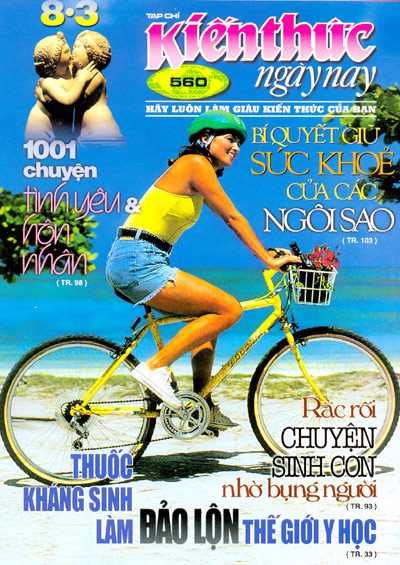 8•3
TẠP CHÍ
Kiến thức
ngày nay
560
HÃY LUÔN LÀM GIÀU KIẾN THỨC CỦA BẠN
1001
chuyện
tình yêu &
hôn
nhân
( TR. 98 )
BÍ QUYẾT GIỮ
SỨC KHOẺ
CỦA CÁC
NGÔI SAO
( TR. 103 )
Rắc rối
CHUYỆN
SINH CON
nhờ bụng người
( TR. 93 )
THUỐC
KHÁNG SINH
LÀM ĐẢO LỘN THẾ GIỚI Y HỌC
( TR. 33 )